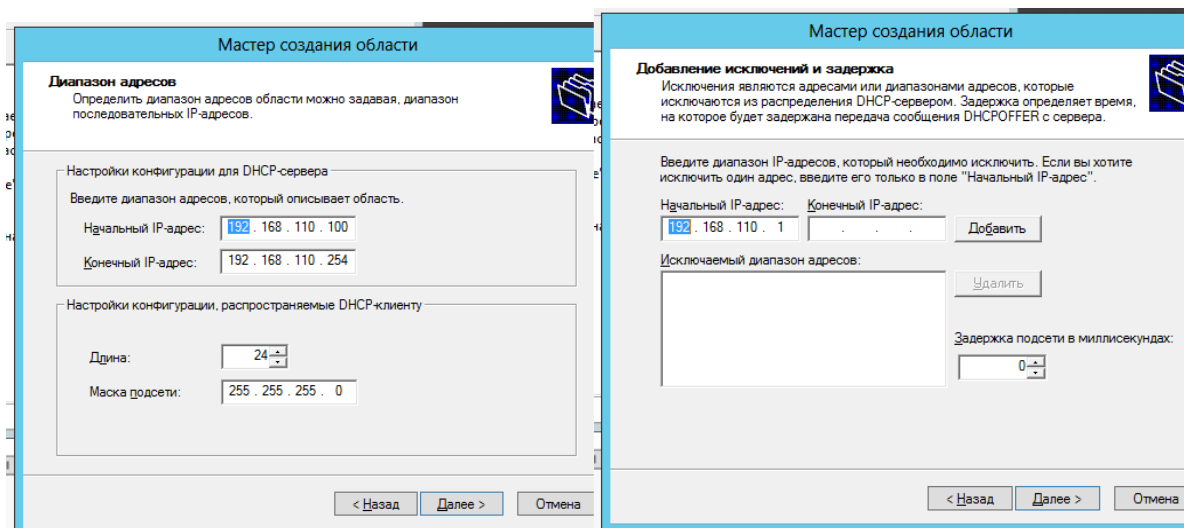 Мастер создания области
Диапазон адресов
Определить диапазон адресов области можно задавая, диапазон
последовательных IP-адресов.
Настройки конфигурации для DHCP-сервера
Введите диапазон адресов, который описывает область.
Начальный IP-адрес: 192 . 168 . 110 . 100
Конечный IP-адрес: 192 . 168 . 110 . 254
Настройки конфигурации, распространяемые DHCP-клиенту
Длина: 24
Маска подсети: 255 . 255 . 255 . 0
< Назад Далее > Отмена
Мастер создания области
Добавление исключений и задержка
Исключения являются адресами или диапазонами адресов, которые
исключаются из распределения DHCP-сервером. Задержка определяет время,
на которое будет задержана передача сообщения DHCPOFFER с сервера.
Введите диапазон IP-адресов, который необходимо исключить. Если вы хотите
исключить один адрес, введите его только в поле "Начальный IP-адрес".
Начальный IP-адрес: Конечный IP-адрес:
192 . 168 . 110 . 1 . . . Добавить
Исключаемый диапазон адресов:
Удалить
Задержка подсети в миллисекундах:
0
< Назад Далее > Отмена